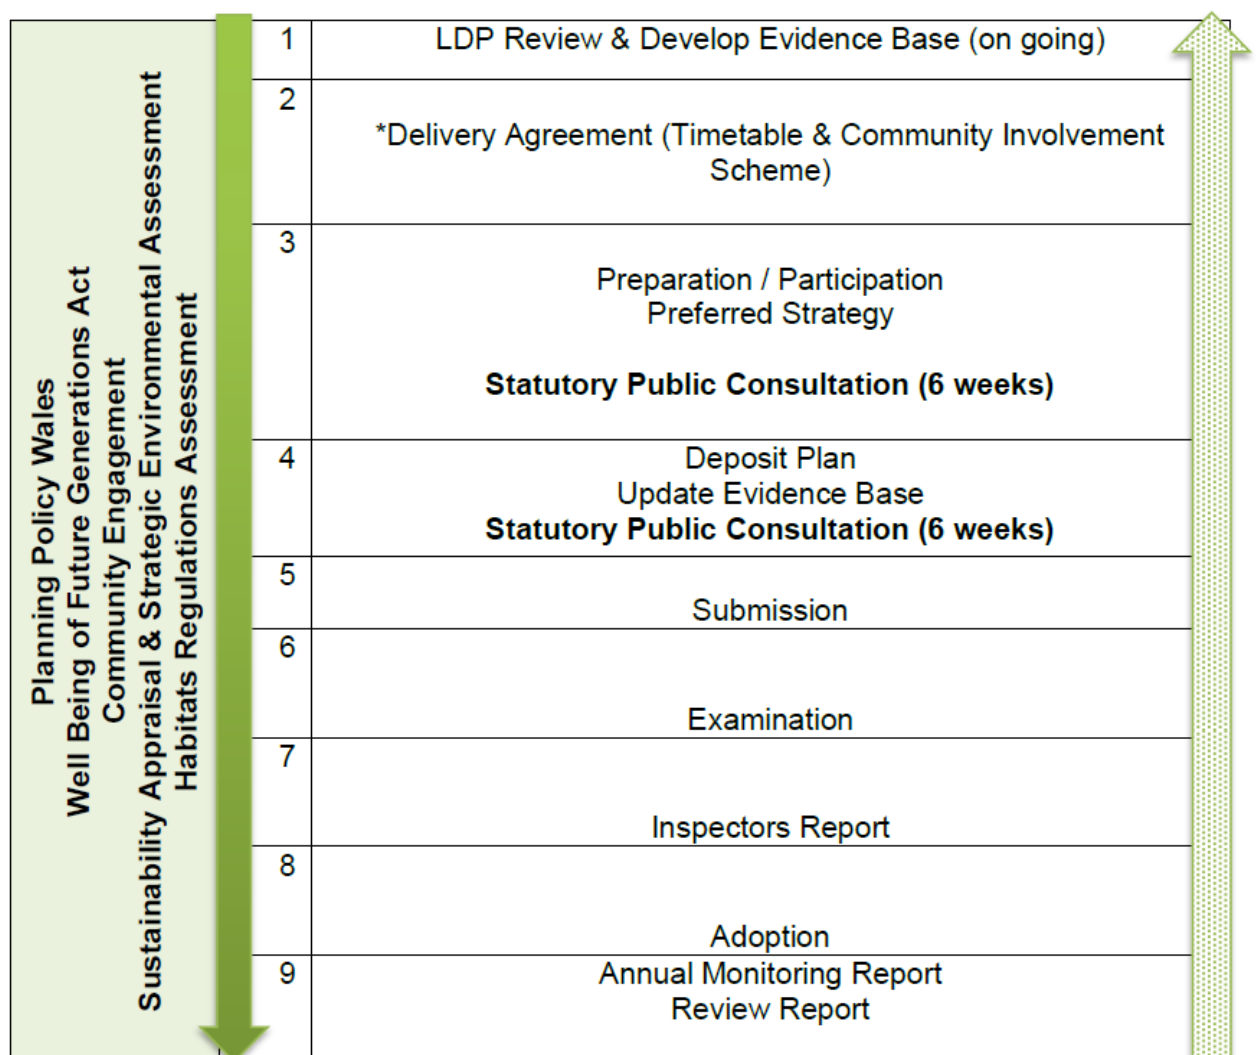 Planning Policy Wales
Well Being of Future Generations Act
Community Engagement
Sustainability Appraisal & Strategic Environmental Assessment
Habitats Regulations Assessment
1
LDP Review & Develop Evidence Base (on going)
2
*Delivery Agreement (Timetable & Community Involvement
Scheme)
3
Preparation / Participation
Preferred Strategy
Statutory Public Consultation (6 weeks)
4
Deposit Plan
Update Evidence Base
Statutory Public Consultation (6 weeks)
5
Submission
6
Examination
7
Inspectors Report
8
Adoption
9
Annual Monitoring Report
Review Report